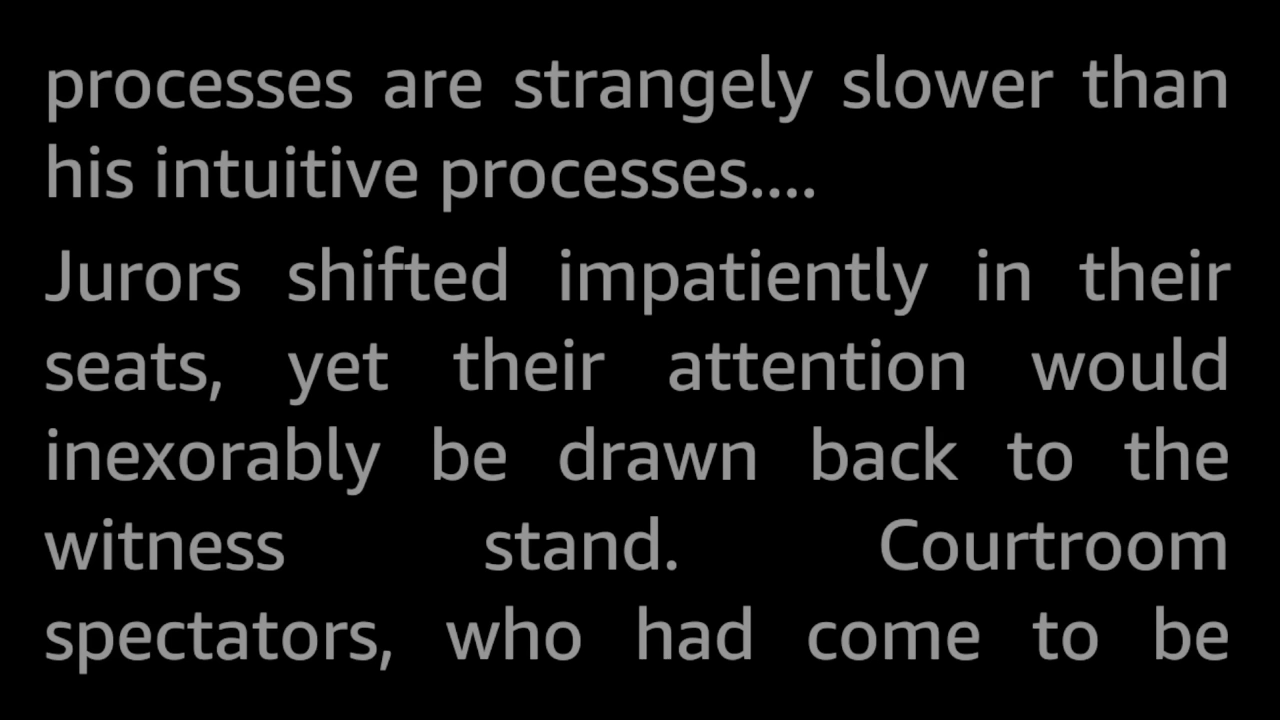 processes are strangely slower than
his intuitive processes....
Jurors shifted impatiently in their
seats, yet their attention would
inexorably be drawn back to the
witness stand. Courtroom
spectators, who had come to be